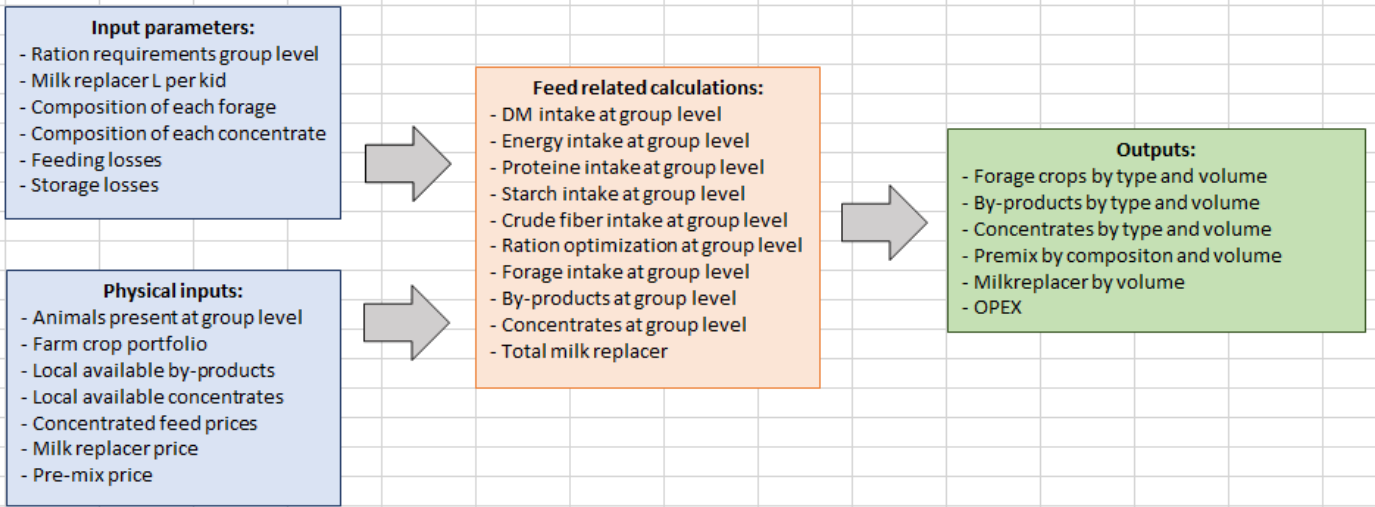 Input parameters:
- Ration requirements group level
- Milk replacer L per kid
- Composition of each forage
- Composition of each concentrate
- Feeding losses
- Storage losses
Physical inputs:
- Animals present at group level
- Farm crop portfolio
- Local available by-products
- Local available concentrates
- Concentrated feed prices
- Milk replacer price
- Pre-mix price
Feed related calculations:
- DM intake at group level
- Energy intake at group level
- Proteine intake at group level
- Starch intake at group level
- Crude fiber intake at group level
- Ration optimization at group level
- Forage intake at group level
- By-products at group level
- Concentrates at group level
- Total milk replacer
Outputs:
- Forage crops by type and volume
- By-products by type and volume
- Concentrates by type and volume
- Premix by compositon and volume
- Milkreplacer by volume
- OPEX